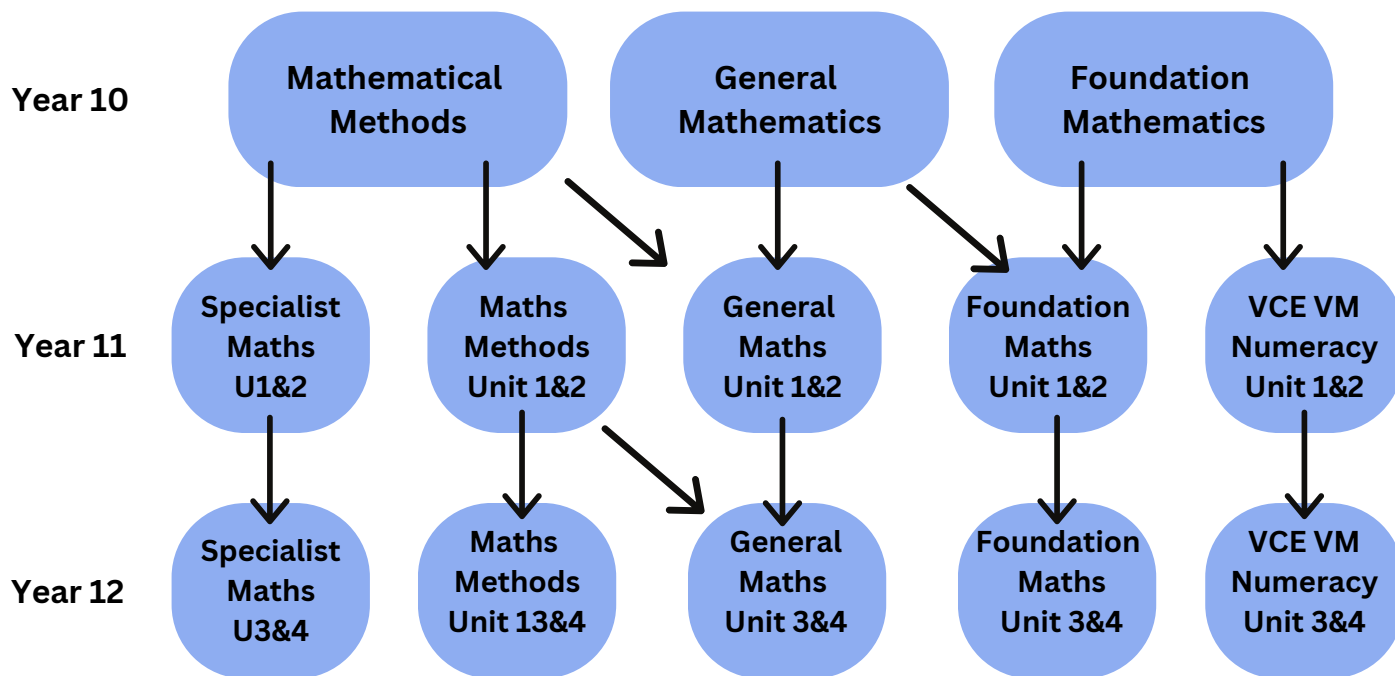 Year 10
Mathematical
Methods
General
Mathematics
Foundation
Mathematics
Year 11
Specialist
Maths
U1&2
Maths
Methods
Unit 1&2
General
Maths
Unit 1&2
Foundation
Maths
Unit 1&2
VCE VM
Numeracy
Unit 1&2
Year 12
Specialist
Maths
U3&4
Maths
Methods
Unit 13&4
General
Maths
Unit 3&4
Foundation
Maths
Unit 3&4
VCE VM
Numeracy
Unit 3&4